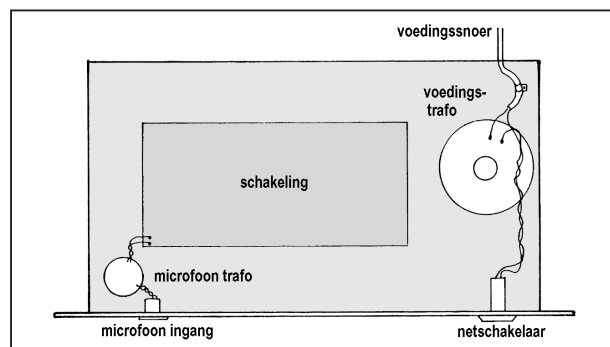 voedingssnoer
voedings-
trafo
schakeling
microfoon trafo
microfoon ingang
netschakelaar